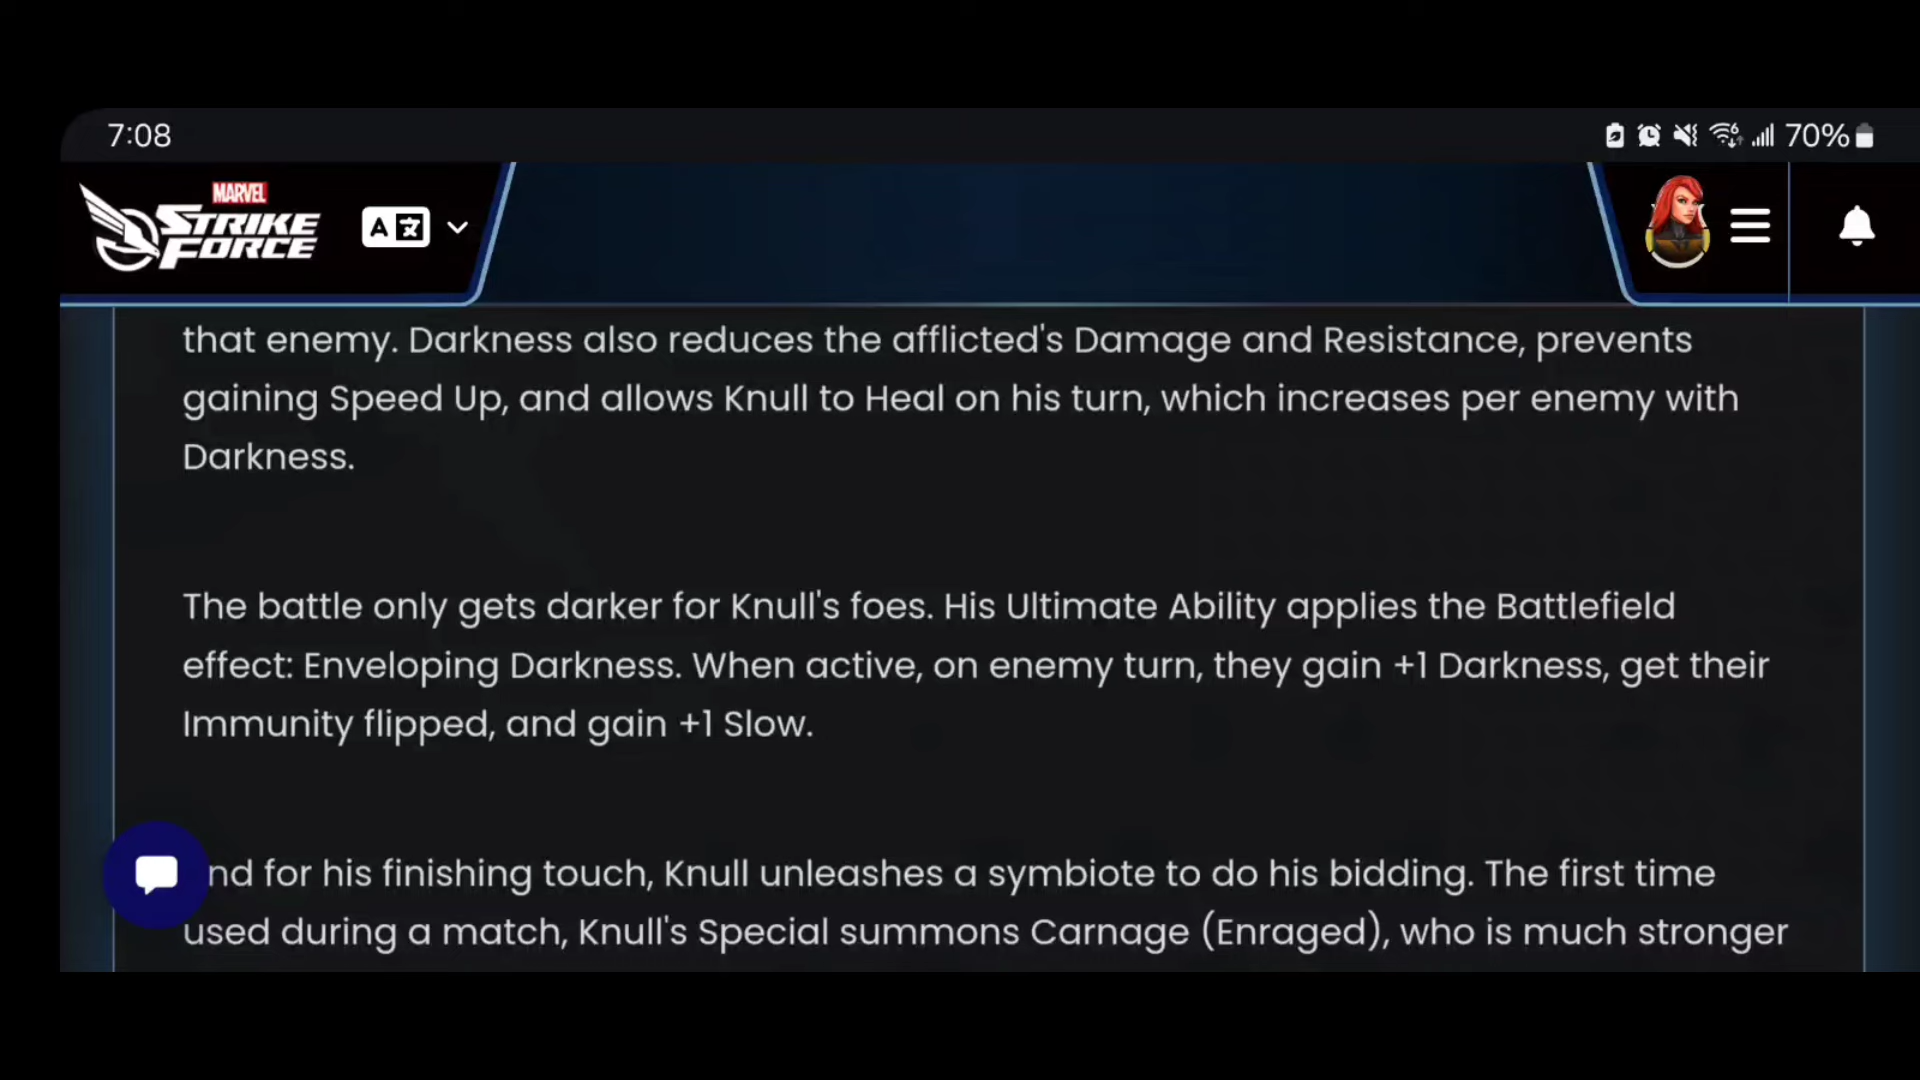 7:08
70%
MARVEL
STRIKE
FORCE
A文
that enemy. Darkness also reduces the afflicted's Damage and Resistance, prevents
gaining Speed Up, and allows Knull to Heal on his turn, which increases per enemy with
Darkness.
The battle only gets darker for Knull's foes. His Ultimate Ability applies the Battlefield
effect: Enveloping Darkness. When active, on enemy turn, they gain +1 Darkness, get their
Immunity flipped, and gain +1 Slow.
nd for his finishing touch, Knull unleashes a symbiote to do his bidding. The first time
used during a match, Knull's Special summons Carnage (Enraged), who is much stronger